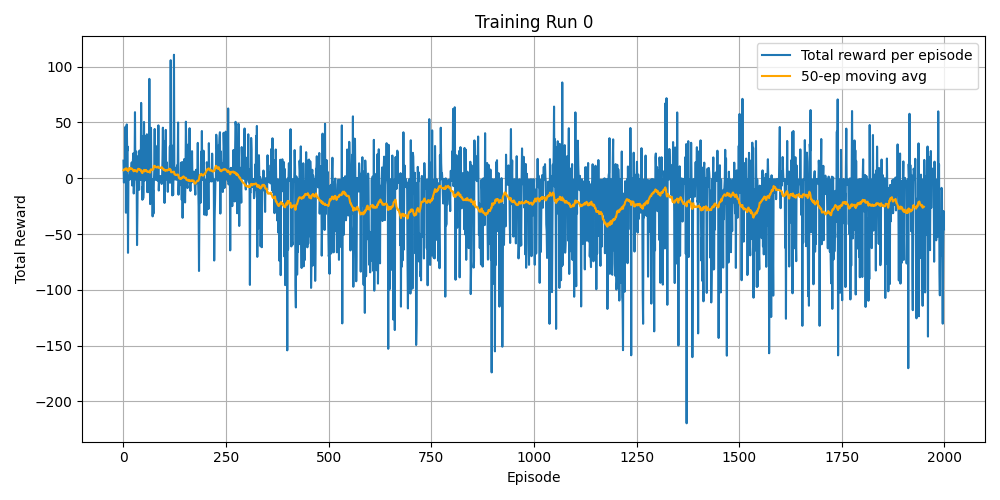 Training Run 0
Total reward per episode
50-ep moving avg
100
50
0
−50
−100
−150
−200
Total Reward
0 250 500 750 1000 1250 1500 1750 2000
Episode